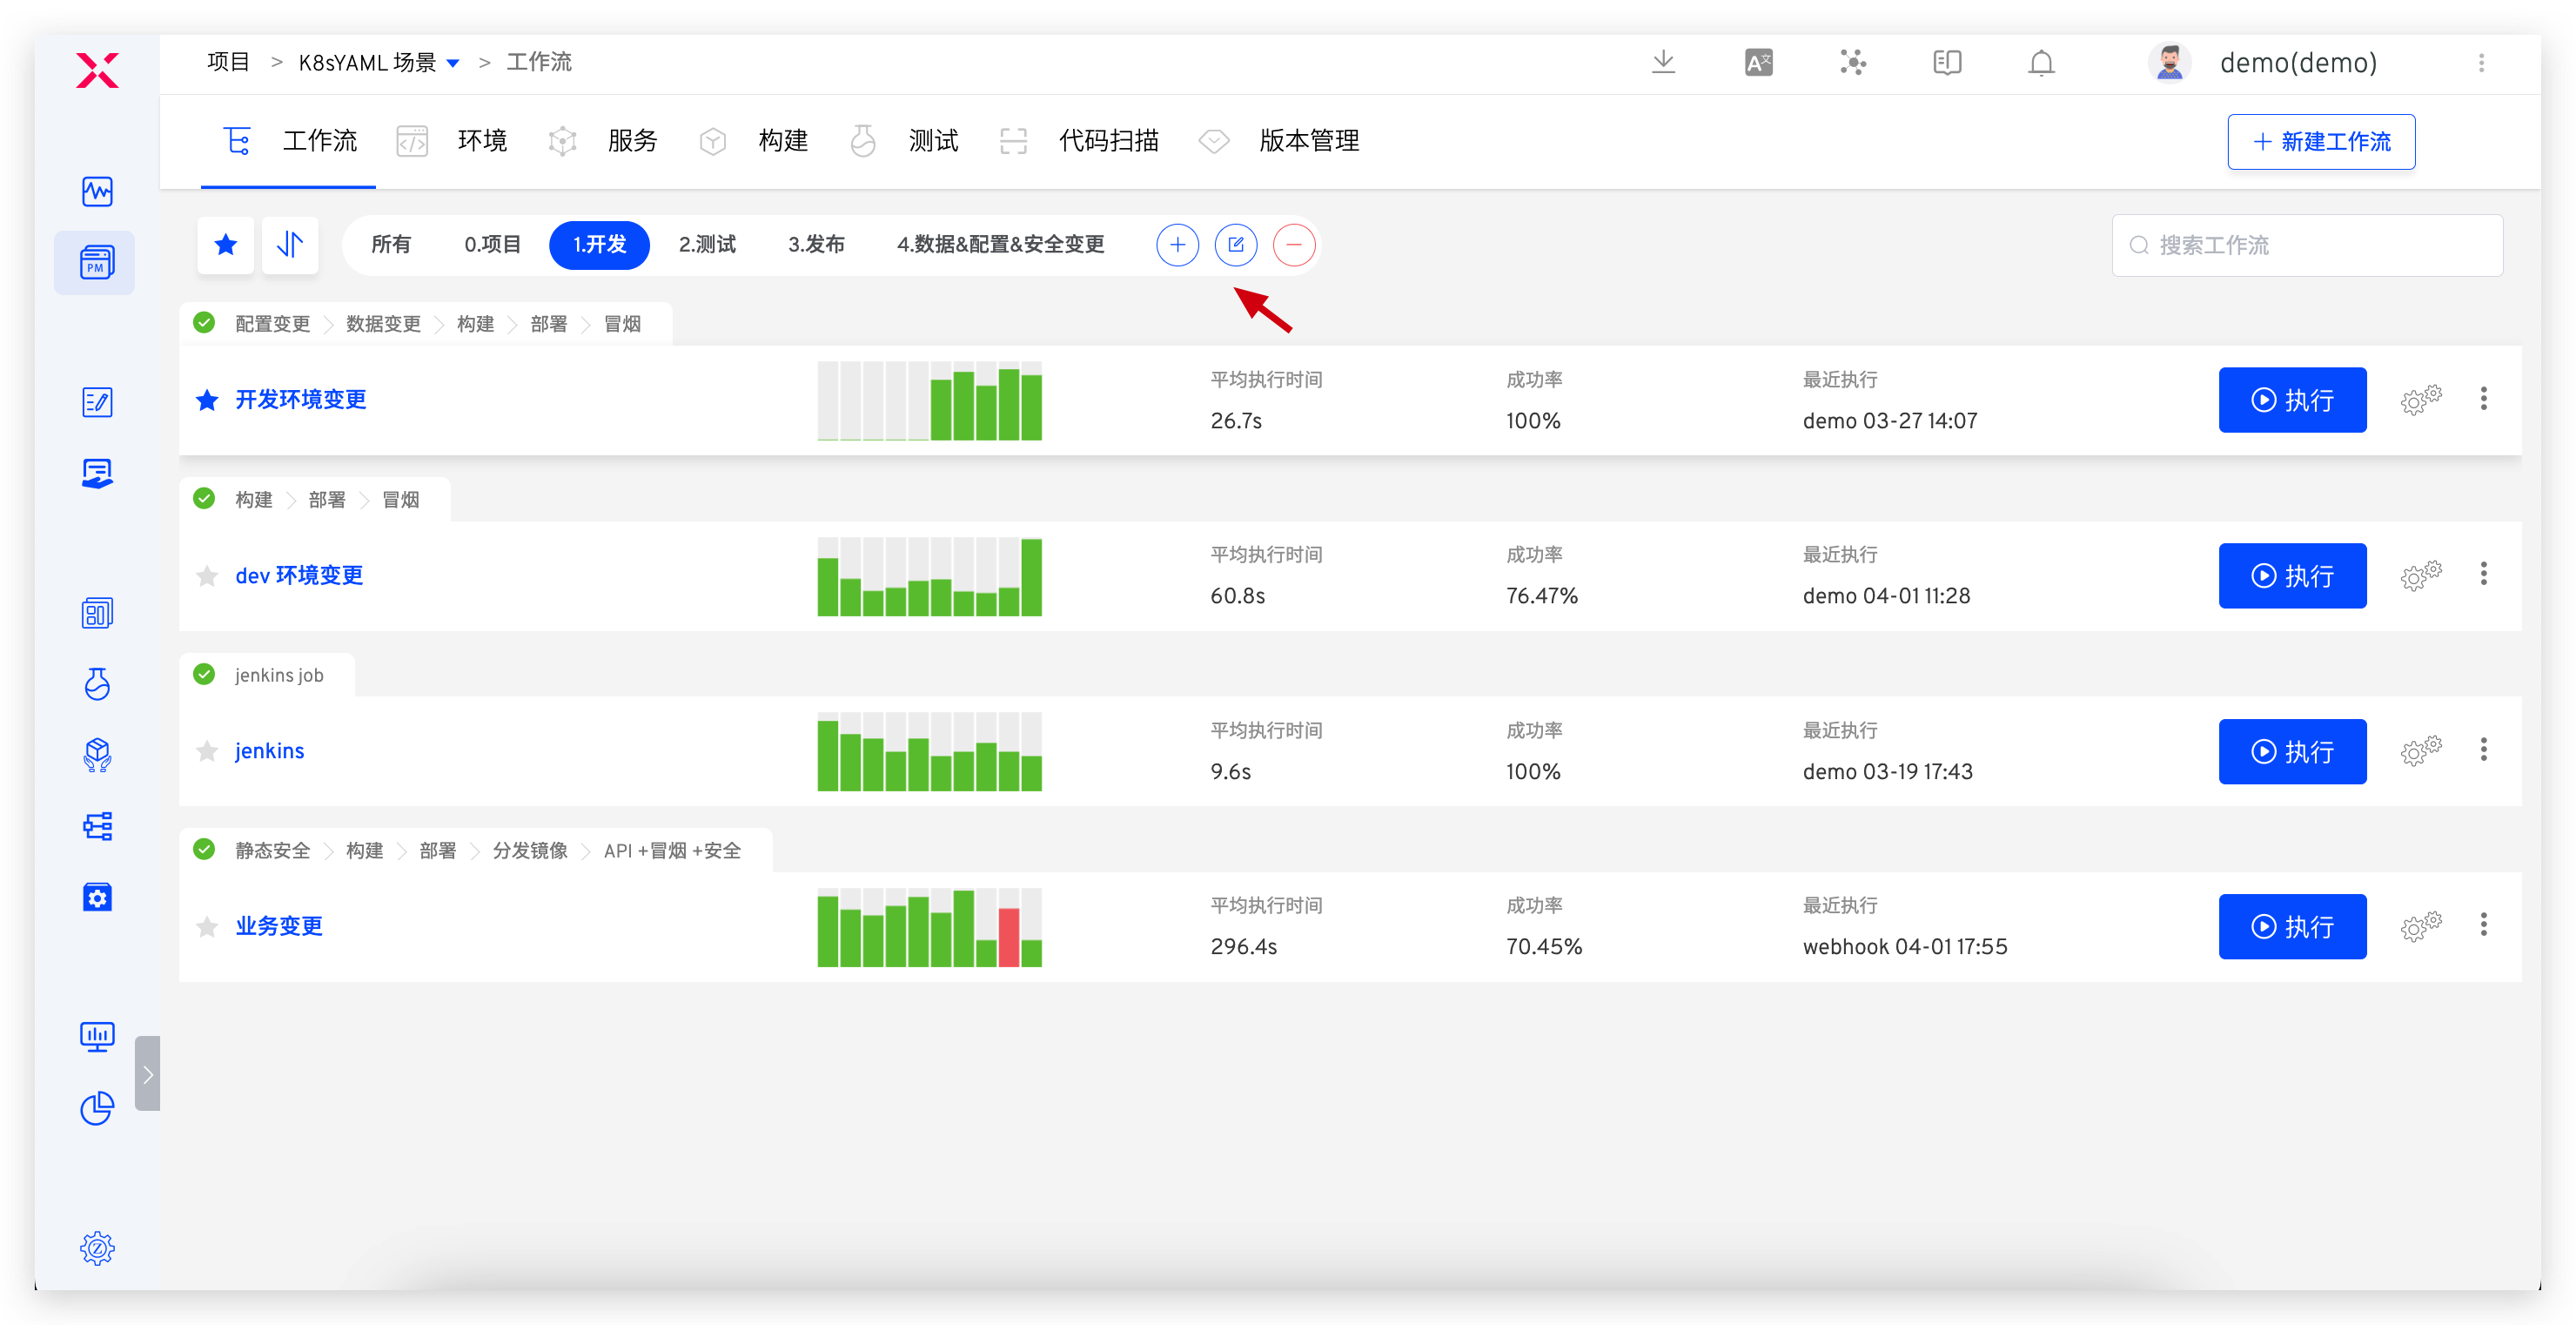 项目 > K8sYAML 场景 > 工作流
demo(demo)
工作流 环境 服务 构建 测试 代码扫描 版本管理
+ 新建工作流
PM
所有 0.项目 1.开发 2.测试 3.发布 4.数据&配置&安全变更
搜索工作流
配置变更 数据变更 构建 部署 冒烟
开发环境变更
平均执行时间 成功率 最近执行
26.7s 100% demo 03-27 14:07
执行
构建 部署 冒烟
dev 环境变更
平均执行时间 成功率 最近执行
60.8s 76.47% demo 04-01 11:28
执行
jenkins job
jenkins
平均执行时间 成功率 最近执行
9.6s 100% demo 03-19 17:43
执行
静态安全 构建 部署 分发镜像 API +冒烟 +安全
业务变更
平均执行时间 成功率 最近执行
296.4s 70.45% webhook 04-01 17:55
执行